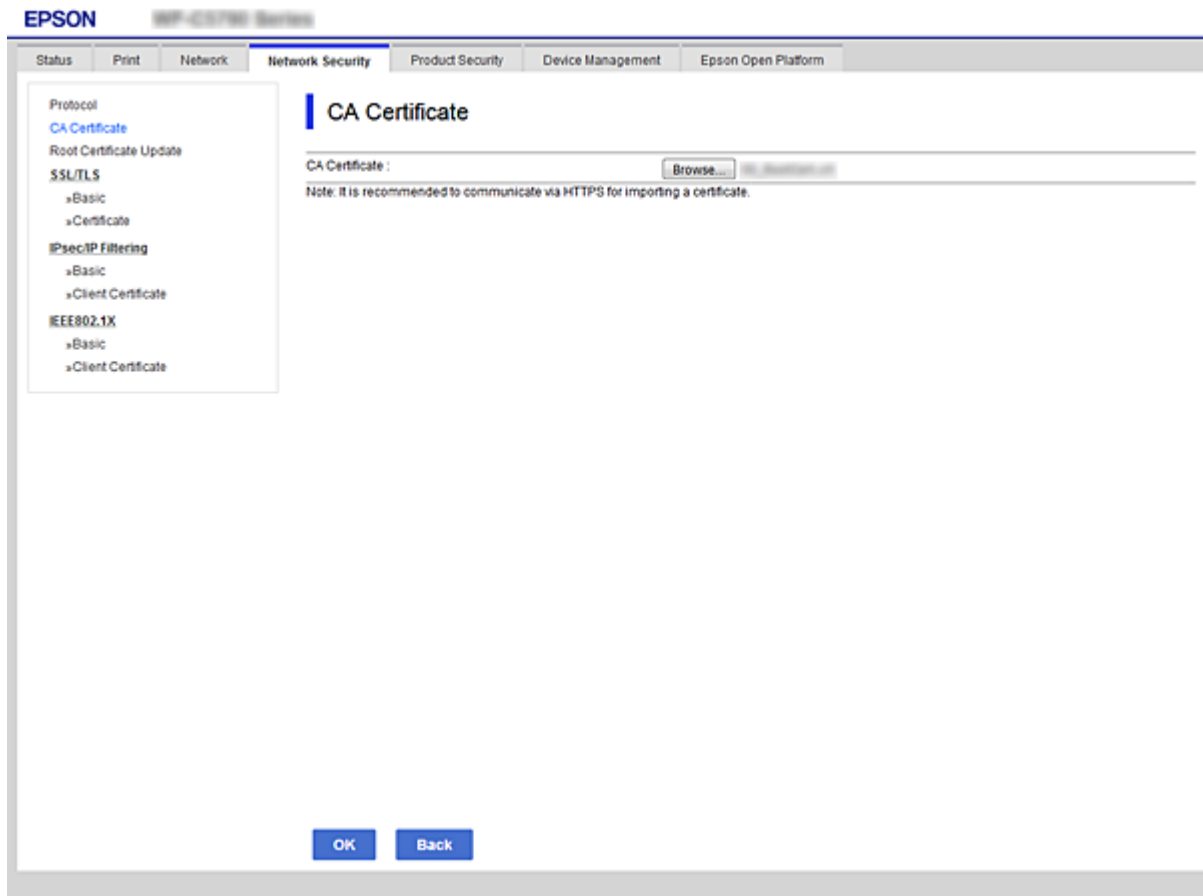 EPSON
Status Print Network Network Security Product Security Device Management Epson Open Platform
Protocol
CA Certificate
Root Certificate Update
SSL/TLS
»Basic
»Certificate
IPsec/IP Filtering
»Basic
»Client Certificate
IEEE802.1X
»Basic
»Client Certificate
CA Certificate
CA Certificate : Browse...
Note: It is recommended to communicate via HTTPS for importing a certificate.
OK Back